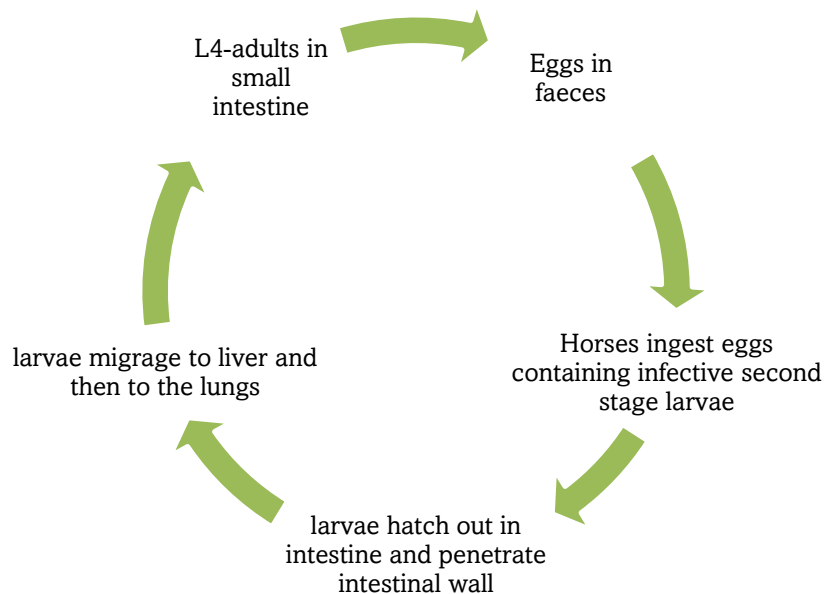 L4-adults in
small
intestine
Eggs in
faeces
Horses ingest eggs
containing infective second
stage larvae
larvae hatch out in
intestine and penetrate
intestinal wall
larvae migrage to liver and
then to the lungs